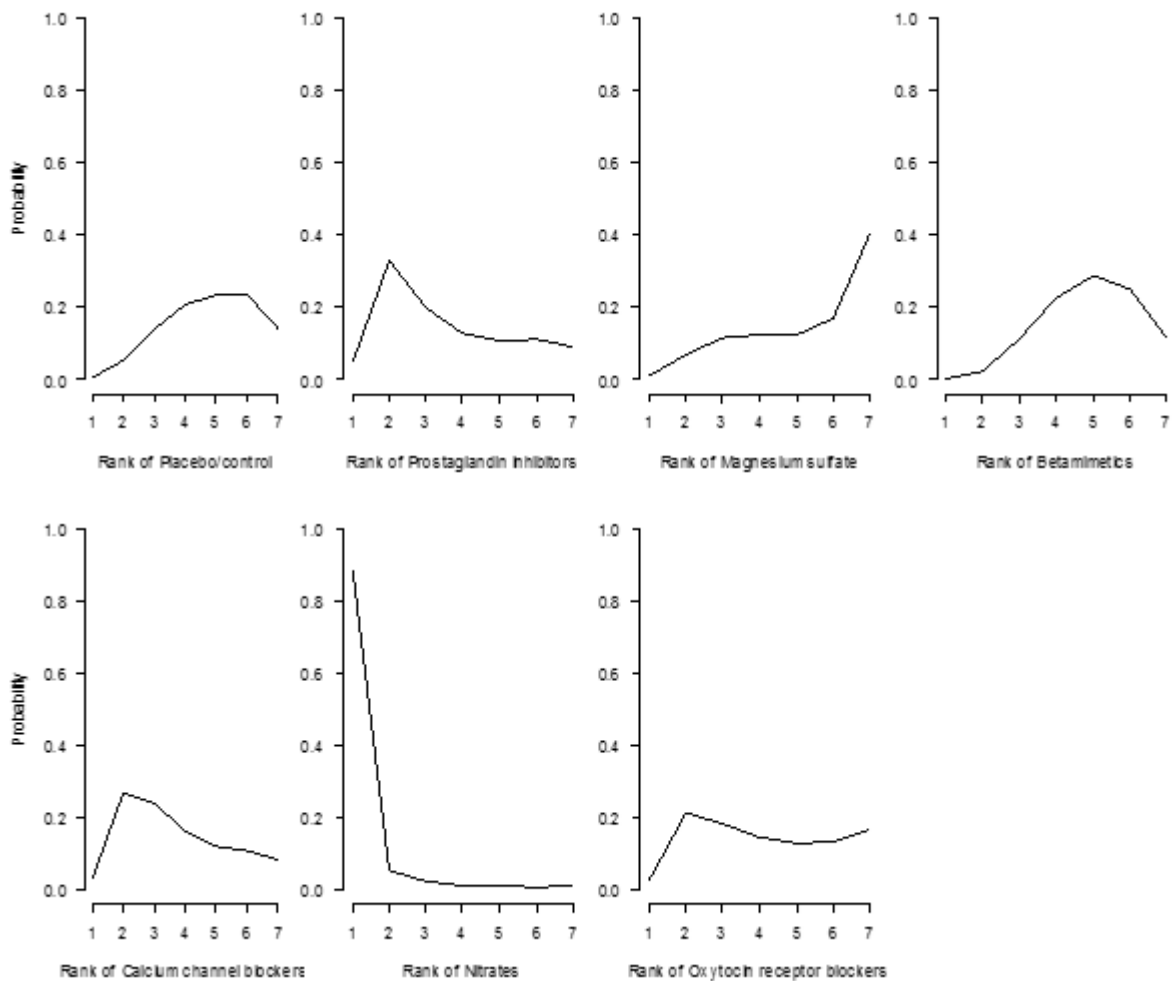 1.0 1.0 1.0 1.0
0.8 0.8 0.8 0.8
0.6 0.6 0.6 0.6
Probability
0.4 0.4 0.4 0.4
0.2 0.2 0.2 0.2
0.0 0.0 0.0 0.0
1 2 3 4 5 6 7 1 2 3 4 5 6 7 1 2 3 4 5 6 7 1 2 3 4 5 6 7
Rank of Placebo/control Rank of Prostaglandin Inhibitors Rank of Magnesium sulfate Rank of Betamimetics
1.0 1.0 1.0
0.8 0.8 0.8
0.6 0.6 0.6
Probability
0.4 0.4 0.4
0.2 0.2 0.2
0.0 0.0 0.0
1 2 3 4 5 6 7 1 2 3 4 5 6 7 1 2 3 4 5 6 7
Rank of Calcium channel blockers Rank of Nitrates Rank of Oxytocin receptor blockers